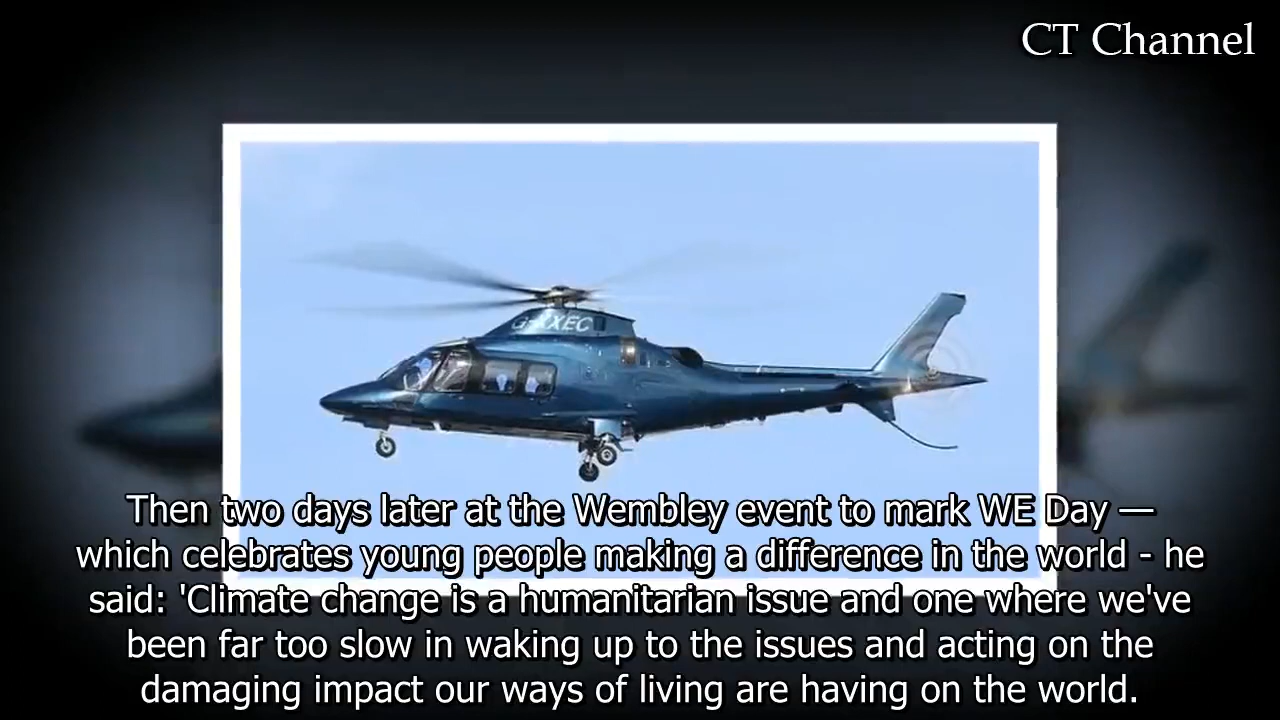 CT Channel
Then two days later at the Wembley event to mark WE Day —
which celebrates young people making a difference in the world - he
said: 'Climate change is a humanitarian issue and one where we've
been far too slow in waking up to the issues and acting on the
damaging impact our ways of living are having on the world.